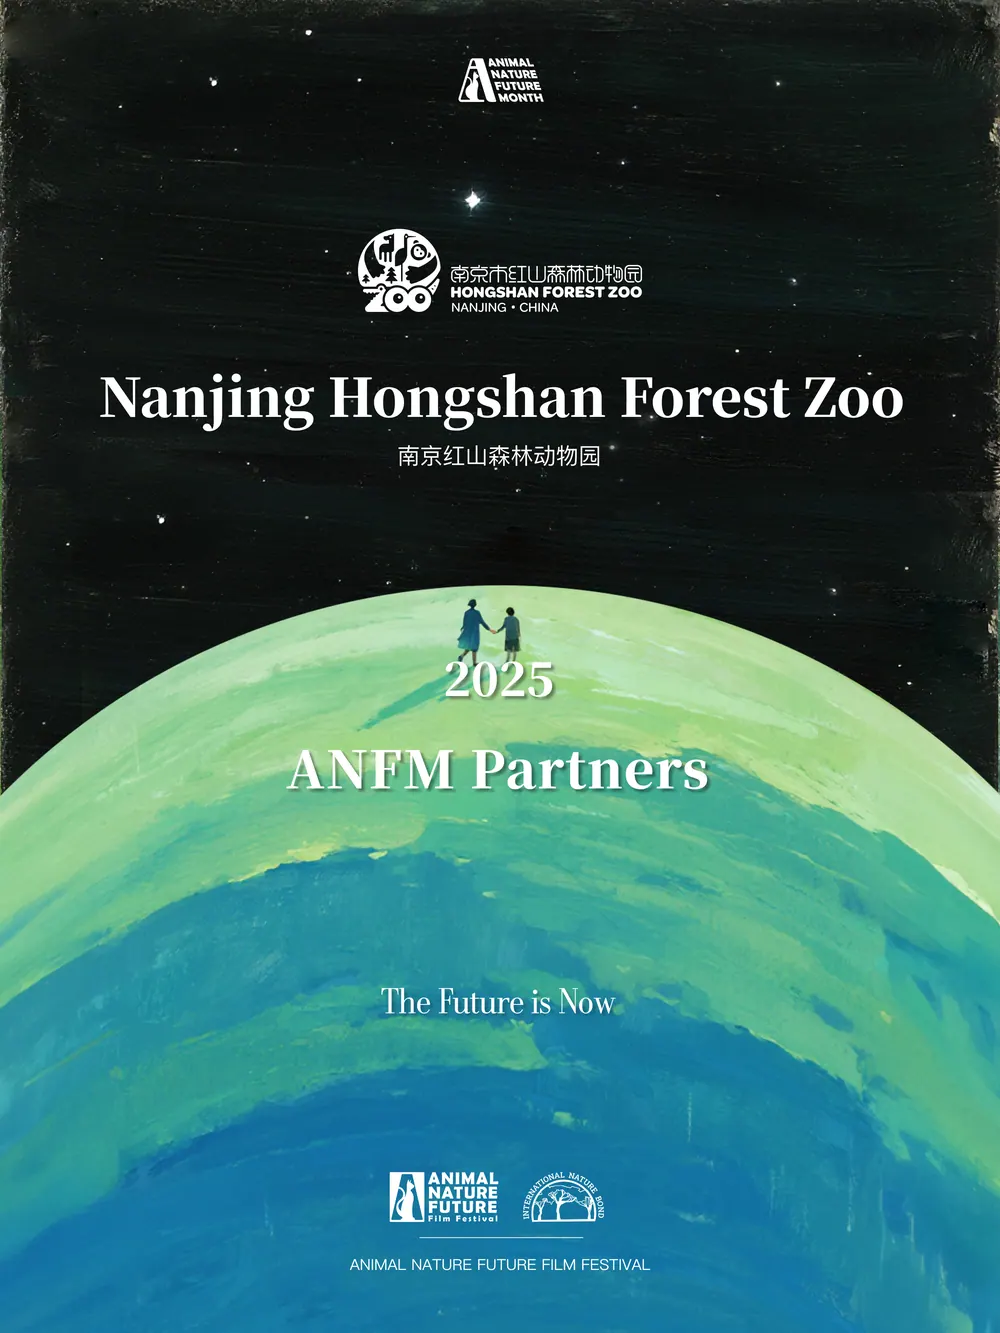 ANIMAL
NATURE
FUTURE
MONTH
ZOO
南京市红山森林动物园
HONGSHAN FOREST ZOO
NANJING · CHINA
Nanjing Hongshan Forest Zoo
南京红山森林动物园
2025
ANFM Partners
The Future is Now
ANIMAL
NATURE
FUTURE
Film Festival
INTERNATIONAL NATURE BOND
ANIMAL NATURE FUTURE FILM FESTIVAL